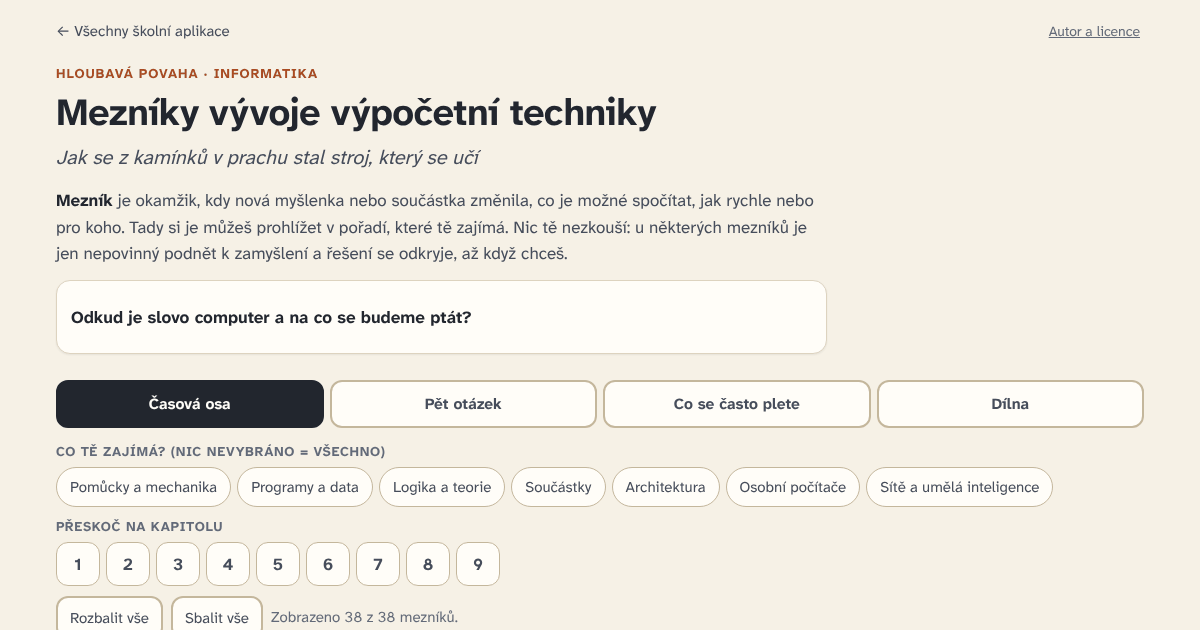 ← Všechny školní aplikace
Autor a licence
HLOUBAVÁ POVAHA · INFORMATIKA
Mezníky vývoje výpočetní techniky
Jak se z kamínků v prachu stal stroj, který se učí
Mezník je okamžik, kdy nová myšlenka nebo součástka změnila, co je možné spočítat, jak rychle nebo
pro koho. Tady si je můžeš prohlížet v pořadí, které tě zajímá. Nic tě nezkouší: u některých mezníků je
jen nepovinný podnět k zamyšlení a řešení se odkryje, až když chceš.
Odkud je slovo computer a na co se budeme ptát?
Časová osa
Pět otázek
Co se často plete
Dílna
CO TĚ ZAJÍMÁ? (NIC NEVYBRÁNO = VŠECHNO)
Pomůcky a mechanika
Programy a data
Logika a teorie
Součástky
Architektura
Osobní počítače
Sítě a umělá inteligence
PŘESKOČ NA KAPITOLU
1
2
3
4
5
6
7
8
9
Rozbalit vše
Sbalit vše
Zobrazeno 38 z 38 mezníků.